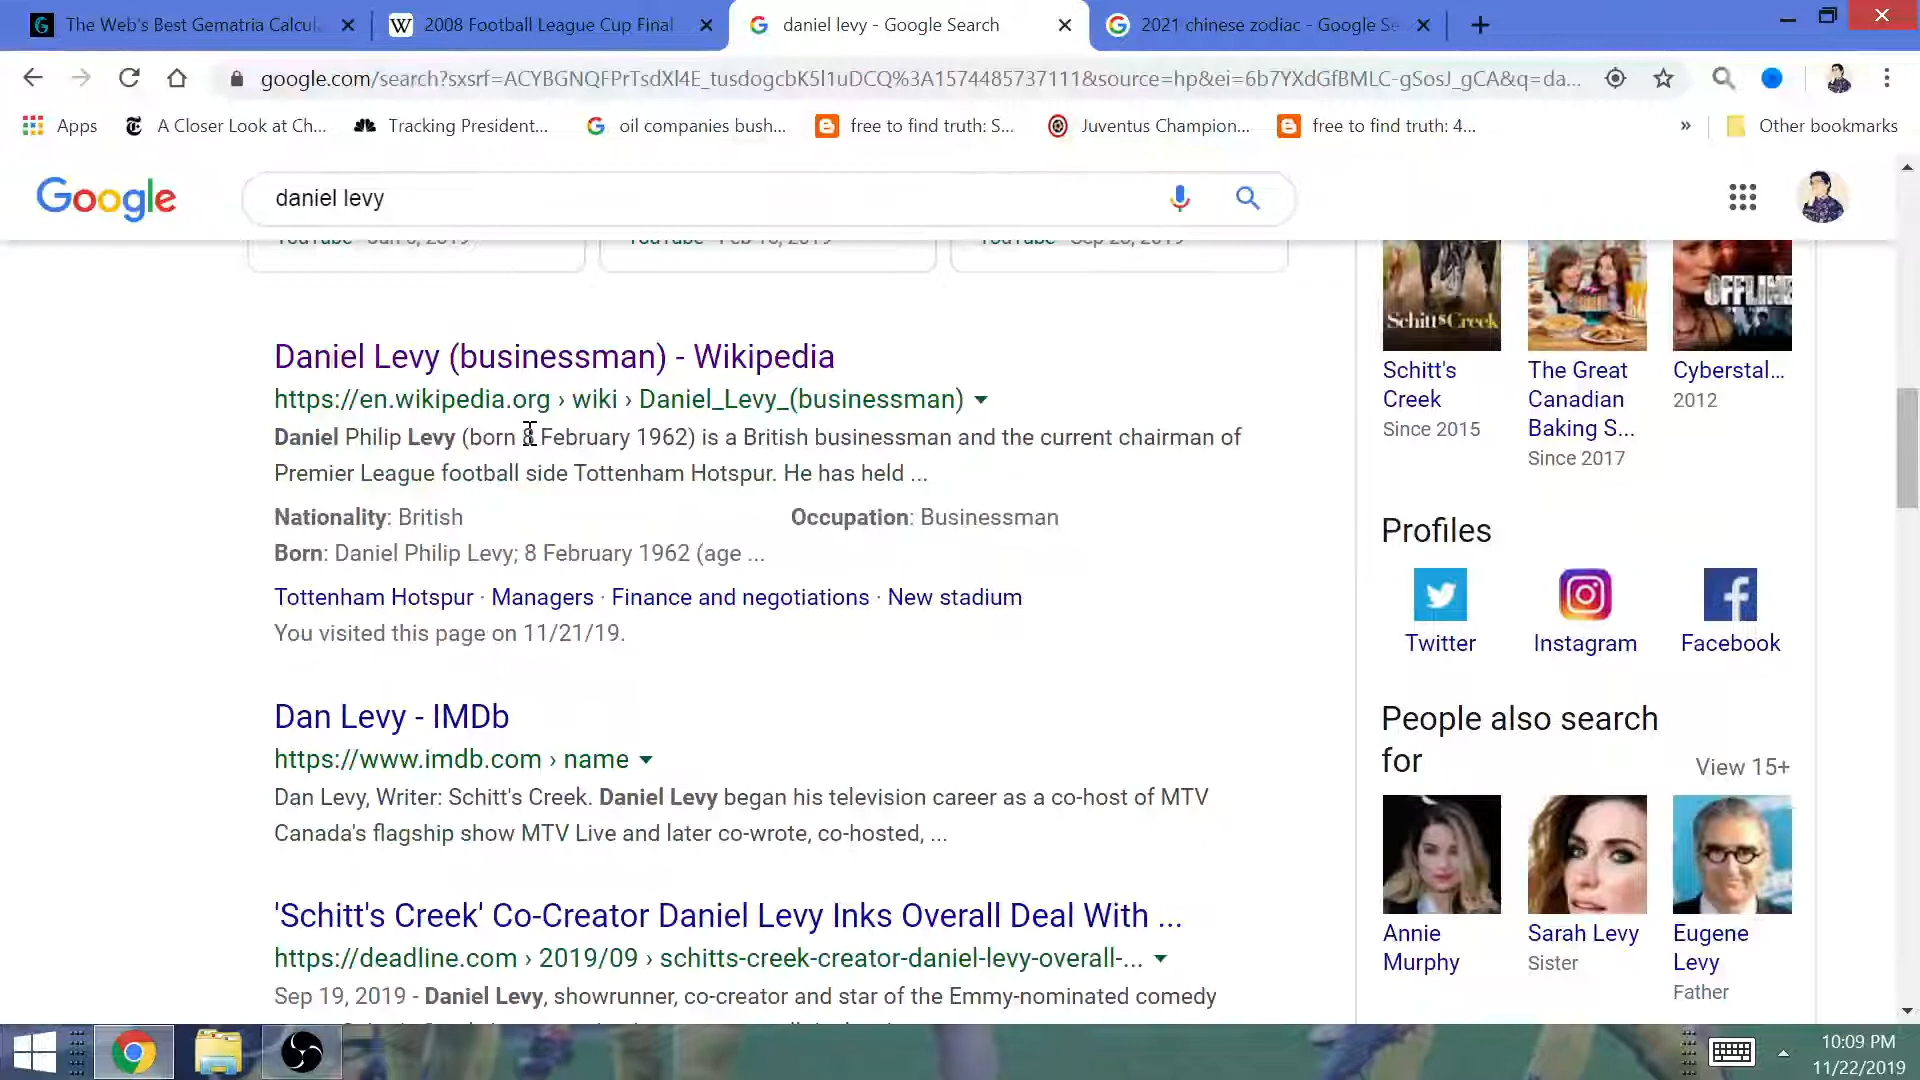 The Web's Best Gematria Calcul
2008 Football League Cup Final
daniel levy - Google Search
2021 chinese zodiac - Google Se
google.com/search?sxsrf=ACYBGNQFPrTsdXl4E_tusdogcbK5l1uDCQ%3A1574485737111&source=hp&ei=6b7YXdGfBMLC-gSosJ_gCA&q=da...
Apps
A Closer Look at Ch...
Tracking President...
oil companies bush...
free to find truth: S...
Juventus Champion...
free to find truth: 4...
»
Other bookmarks
Google
daniel levy
YouTube - Jan 6, 2019
Daniel Levy (businessman) - Wikipedia
https://en.wikipedia.org › wiki › Daniel_Levy_(businessman)
Daniel Philip Levy (born 8 February 1962) is a British businessman and the current chairman of
Premier League football side Tottenham Hotspur. He has held ...
Nationality: British
Occupation: Businessman
Born: Daniel Philip Levy; 8 February 1962 (age ...
Tottenham Hotspur · Managers · Finance and negotiations · New stadium
You visited this page on 11/21/19.
Dan Levy - IMDb
https://www.imdb.com › name
Dan Levy, Writer: Schitt's Creek. Daniel Levy began his television career as a co-host of MTV
Canada's flagship show MTV Live and later co-wrote, co-hosted, ...
'Schitt's Creek' Co-Creator Daniel Levy Inks Overall Deal With ...
https://deadline.com › 2019/09 › schitts-creek-creator-daniel-levy-overall-...
Sep 19, 2019 - Daniel Levy, showrunner, co-creator and star of the Emmy-nominated comedy
Schitt's Creek
OFFLINE
Schitt's
Creek
Since 2015
The Great
Canadian
Baking S...
Since 2017
Cyberstal...
2012
Profiles
Twitter
Instagram
Facebook
People also search
for
View 15+
Annie
Murphy
Sarah Levy
Sister
Eugene
Levy
Father
10:09 PM
11/22/2019